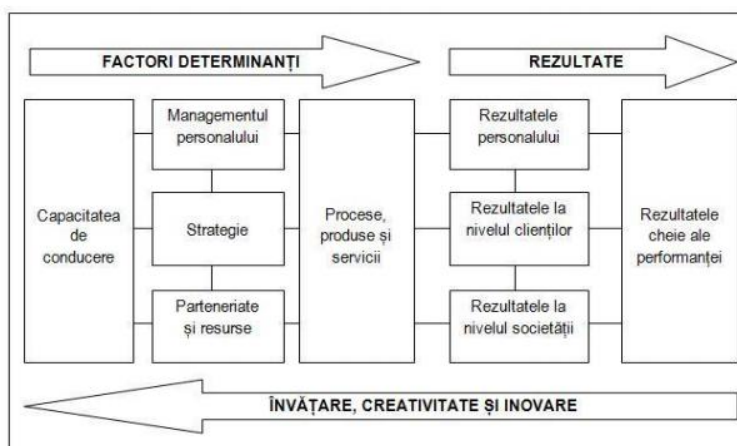 FACTORI DETERMINANȚI
REZULTATE
Capacitatea
de
conducere
Managementul
personalului
Strategie
Parteneriate
și resurse
Procese,
produse și
servicii
Rezultatele
personalului
Rezultatele la
nivelul clienților
Rezultatele la
nivelul societății
Rezultatele
cheie ale
performanței
ÎNVĂȚARE, CREATIVITATE ȘI INOVARE